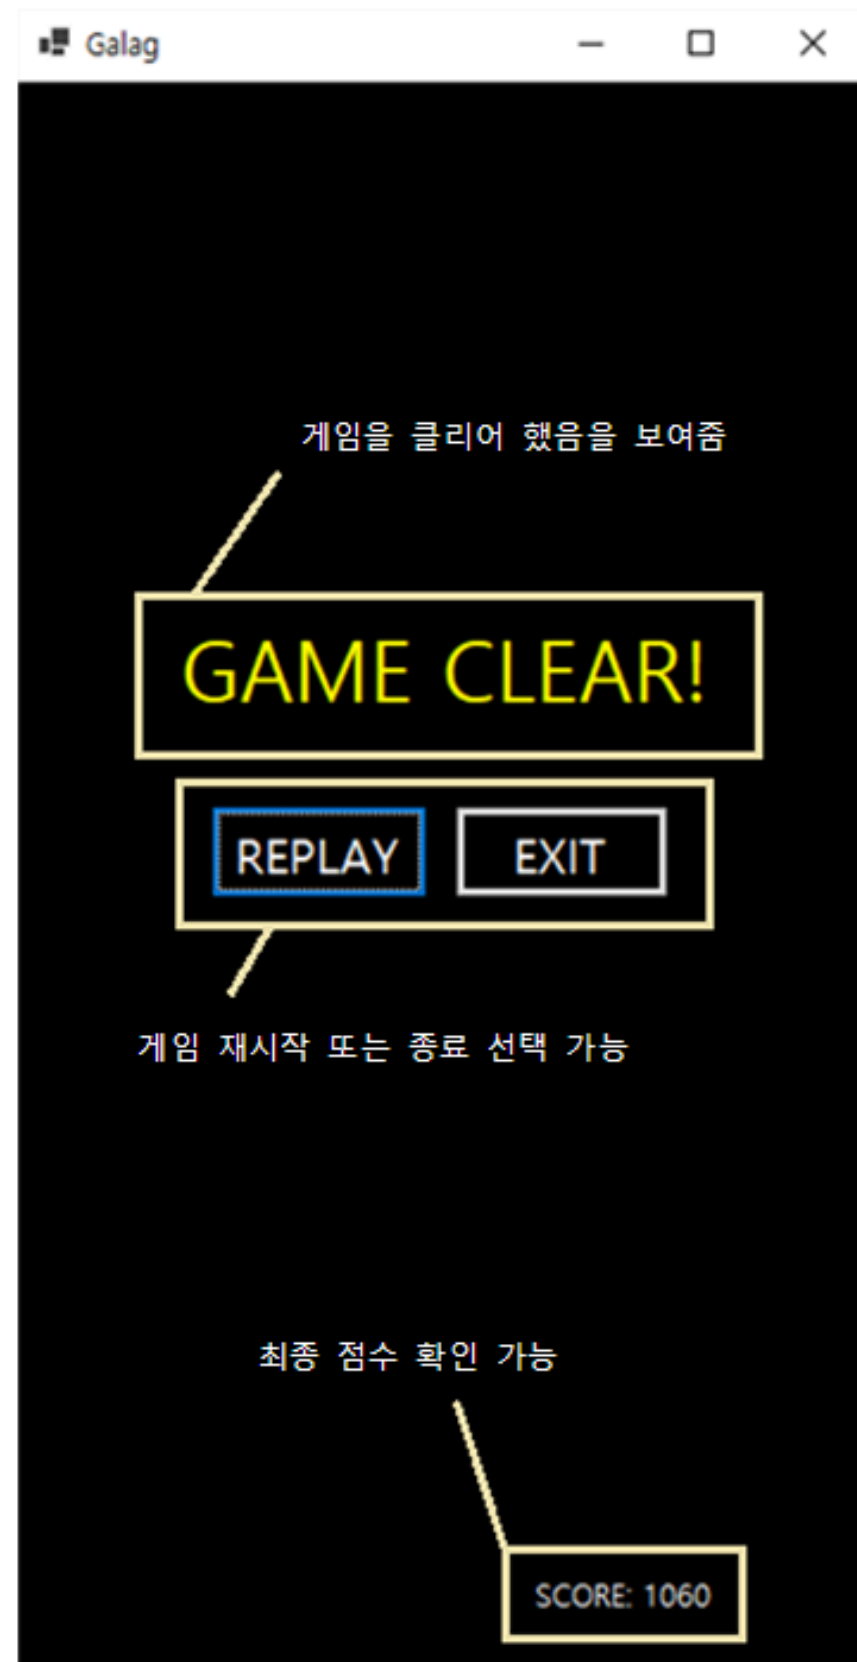 Galag
게임을 클리어 했음을 보여줌
GAME CLEAR!
REPLAY EXIT
게임 재시작 또는 종료 선택 가능
최종 점수 확인 가능
SCORE: 1060